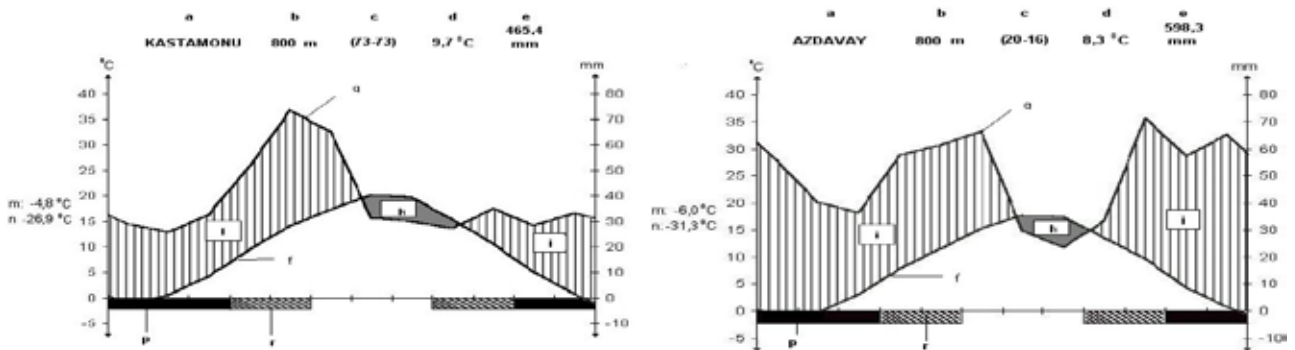 a b c d e
KASTAMONU 800 m (73-73) 9,7 °C 465,4 mm
°C mm
40 80
35 70
30 60
25 50
20 40
15 30
10 20
5 10
0 0
-5 -10
m: -4,8 °C
n -26,9 °C
g
h
i
i
f
p r
a b c d e
AZDAVAY 800 m (20-16) 8,3 °C 598,3 mm
°C mm
40 80
35 70
30 60
25 50
20 40
15 30
10 20
5 10
0 0
-5 -10
m: -6,0 °C
n: -31,3 °C
g
h
i
i
f
p r